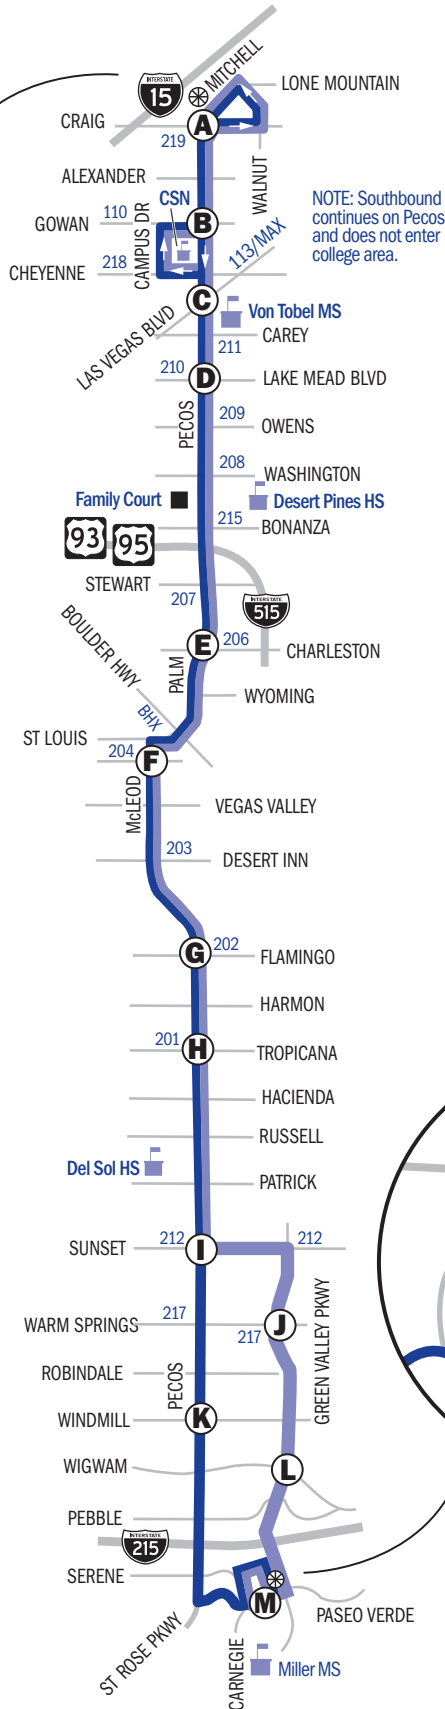 MITCHELL
INTERSTATE
15
LONE MOUNTAIN
CRAIG
A
219
ALEXANDER
WALNUT
CSN
CAMPUS DR
NOTE: Southbound
continues on Pecos
and does not enter
college area.
GOWAN
110
B
CHEYENNE
218
113/MAX
LAS VEGAS BLVD
C
Von Tobel MS
CAREY
211
210
D
LAKE MEAD BLVD
PECOS
209
OWENS
208
WASHINGTON
Family Court
Desert Pines HS
215
BONANZA
93
95
STEWART
207
INTERSTATE
515
BOULDER HWY
E
206
CHARLESTON
PALM
WYOMING
BHX
ST LOUIS
204
F
McLEOD
VEGAS VALLEY
203
DESERT INN
202
G
FLAMINGO
HARMON
201
H
TROPICANA
HACIENDA
RUSSELL
Del Sol HS
PATRICK
SUNSET
212
I
212
WARM SPRINGS
217
217
J
GREEN VALLEY PKWY
ROBINDALE
PECOS
WINDMILL
K
WIGWAM
L
PEBBLE
INTERSTATE
215
SERENE
M
PASEO VERDE
ST ROSE PKWY
CARNEGIE
Miller MS